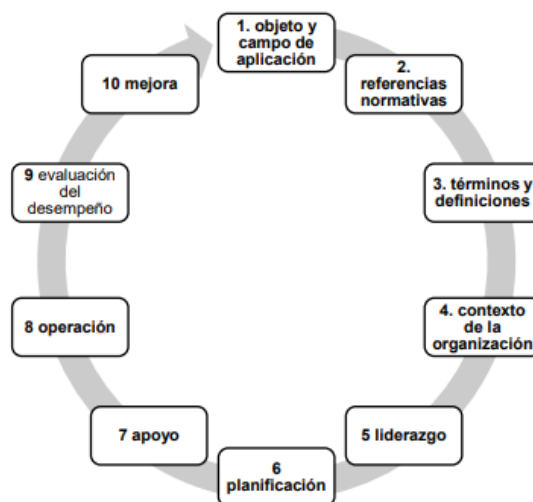 1. objeto y
campo de
aplicación
2.
referencias
normativas
3. términos y
definiciones
4. contexto
de la
organización
5 liderazgo
6
planificación
7 apoyo
8 operación
9 evaluación
del
desempeño
10 mejora